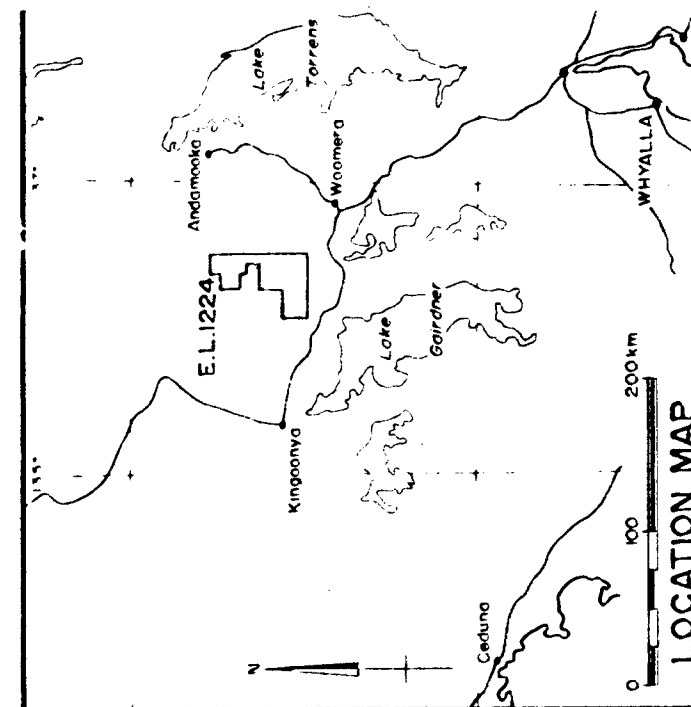 Andamooka
Lake
Torrens
E.L.1224
Woomera
Kingoonya
Lake
Gairdner
WHYALLA
Ceduna
N
0 100 200km
LOCATION MAP